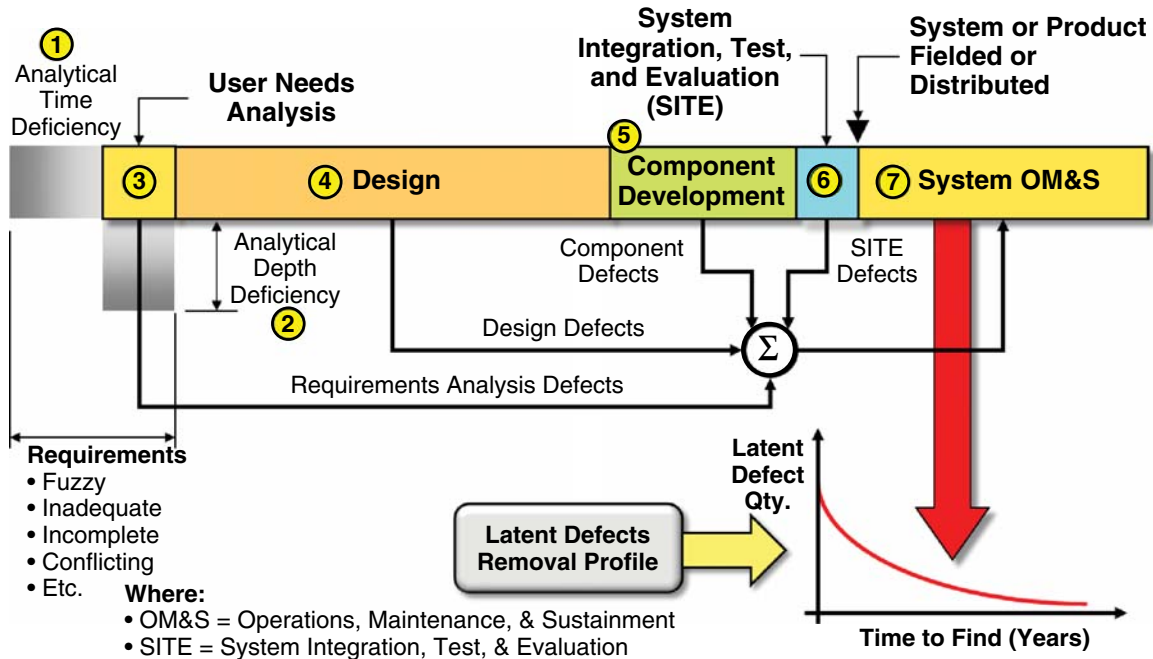 1
Analytical
Time
Deficiency
User Needs
Analysis
System
Integration, Test,
and Evaluation
(SITE)
System or Product
Fielded or
Distributed
3
4 Design
5
Component
Development
6
7 System OM&S
Analytical
Depth
Deficiency
2
Component
Defects
SITE
Defects
Design Defects
Σ
Requirements Analysis Defects
Requirements
• Fuzzy
• Inadequate
• Incomplete
• Conflicting
• Etc.
Latent Defects
Removal Profile
Latent
Defect
Qty.
Time to Find (Years)
Where:
• OM&S = Operations, Maintenance, & Sustainment
• SITE = System Integration, Test, & Evaluation